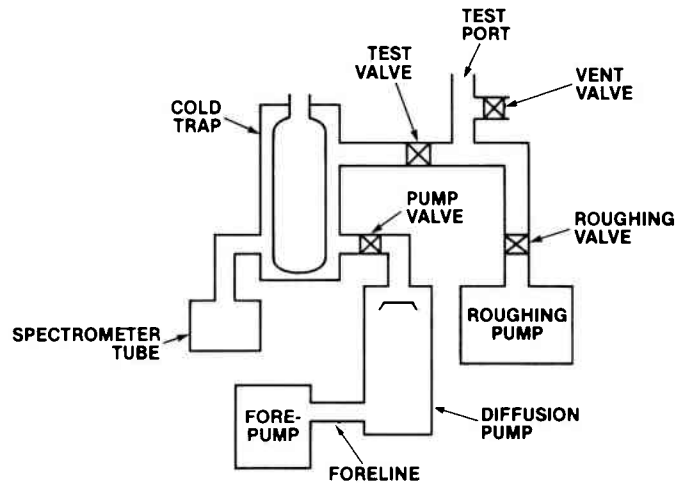 TEST
PORT
TEST
VALVE
VENT
VALVE
COLD
TRAP
PUMP
VALVE
ROUGHING
VALVE
ROUGHING
PUMP
SPECTROMETER
TUBE
FORE-
PUMP
DIFFUSION
PUMP
FORELINE